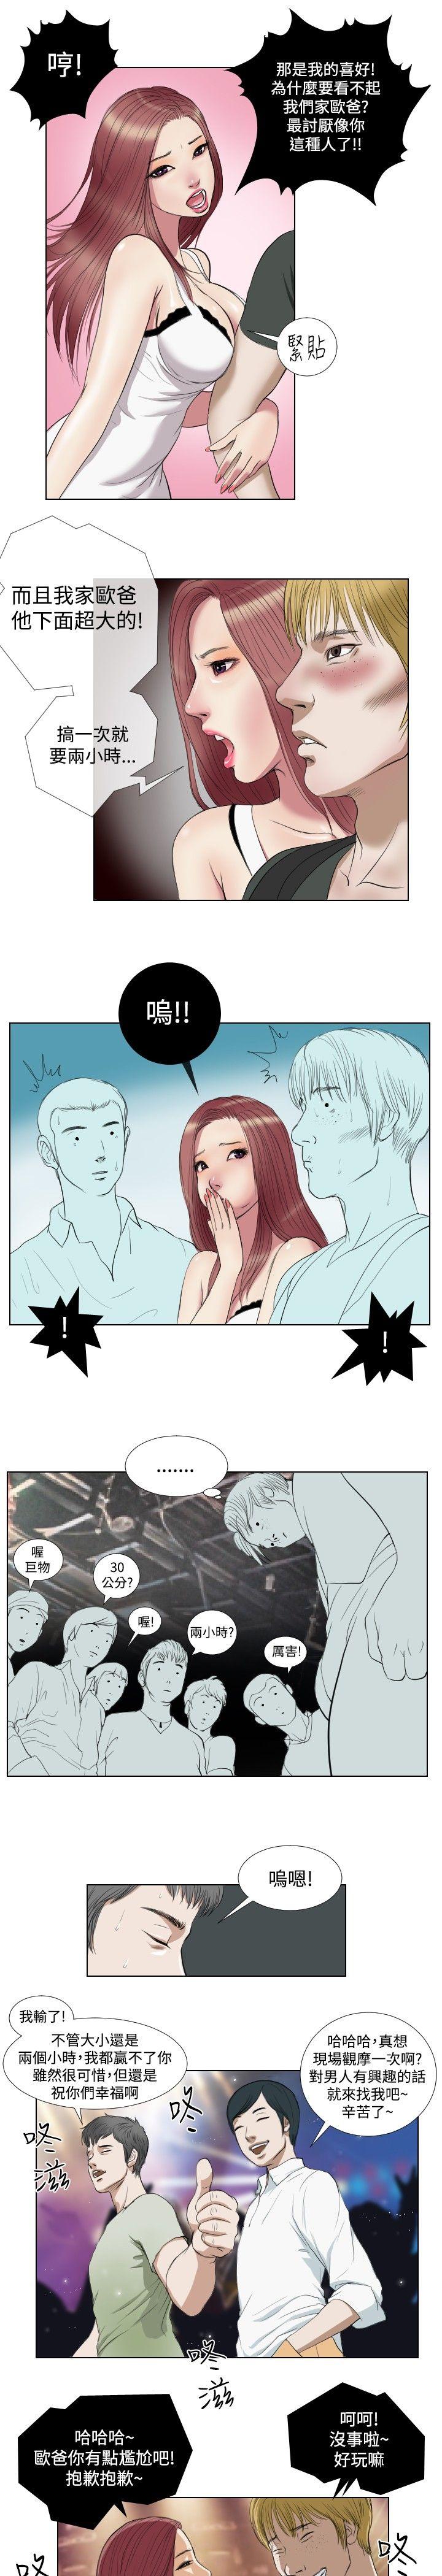 哼!
那是我的喜好!
為什麼要看不起
我們家歐爸?
最討厭像你
這種人了!!
緊貼
而且我家歐爸
他下面超大的!
搞一次就
要兩小時...
嗚!!
!
!
.......
喔
巨物
30
公分?
喔!
兩小時?
厲害!
嗚嗯!
我輸了!
不管大小還是
兩個小時,我都贏不了你
雖然很可惜,但還是
祝你們幸福啊
哈哈哈,真想
現場觀摩一次啊?
對男人有興趣的話
就來找我吧~
辛苦了~
咚
滋
咚
咚
滋
哈哈哈~
歐爸你有點尷尬吧!
抱歉抱歉~
呵呵!
沒事啦~
好玩嘛